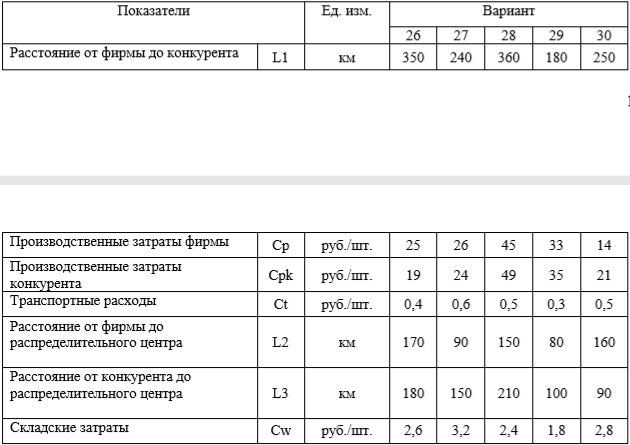 Показатели Ед. изм. Вариант
26 27 28 29 30
Расстояние от фирмы до конкурента L1 км 350 240 360 180 250
Производственные затраты фирмы Cp руб./шт. 25 26 45 33 14
Производственные затраты
конкурента Cpk руб./шт. 19 24 49 35 21
Транспортные расходы Ct руб./шт. 0,4 0,6 0,5 0,3 0,5
Расстояние от фирмы до
распределительного центра L2 км 170 90 150 80 160
Расстояние от конкурента до
распределительного центра L3 км 180 150 210 100 90
Складские затраты Cw руб./шт. 2,6 3,2 2,4 1,8 2,8